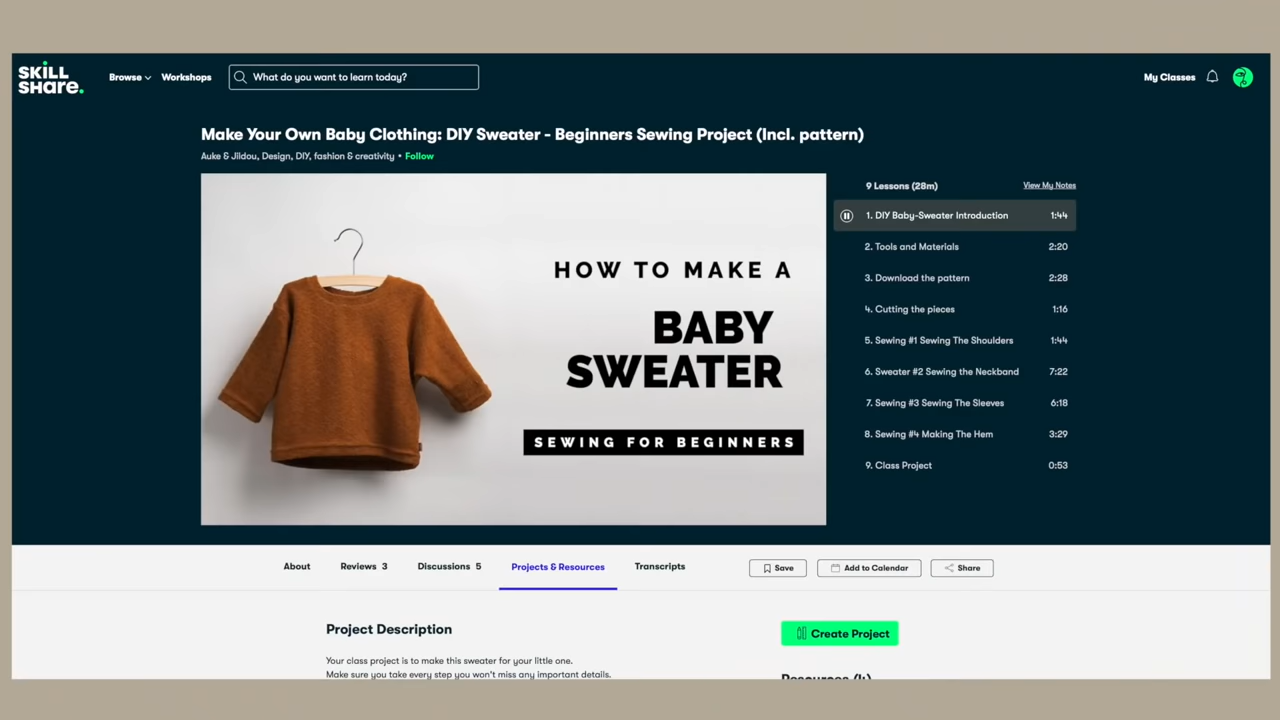 SKILL
SHARE.
Browse
Workshops
What do you want to learn today?
My Classes
Make Your Own Baby Clothing: DIY Sweater - Beginners Sewing Project (Incl. pattern)
Auke & Jildou, Design, DIY, fashion & creativity • Follow
HOW TO MAKE A
BABY
SWEATER
SEWING FOR BEGINNERS
9 Lessons (28m)
View My Notes
1. DIY Baby-Sweater Introduction 1:44
2. Tools and Materials 2:20
3. Download the pattern 2:28
4. Cutting the pieces 1:16
5. Sewing #1 Sewing The Shoulders 1:44
6. Sweater #2 Sewing the Neckband 7:22
7. Sewing #3 Sewing The Sleeves 6:18
8. Sewing #4 Making The Hem 3:29
9. Class Project 0:53
About
Reviews 3
Discussions 5
Projects & Resources
Transcripts
Save
Add to Calendar
Share
Project Description
Your class project is to make this sweater for your little one.
Make sure you take every step you won't miss any important details.
Create Project
Resources (4)